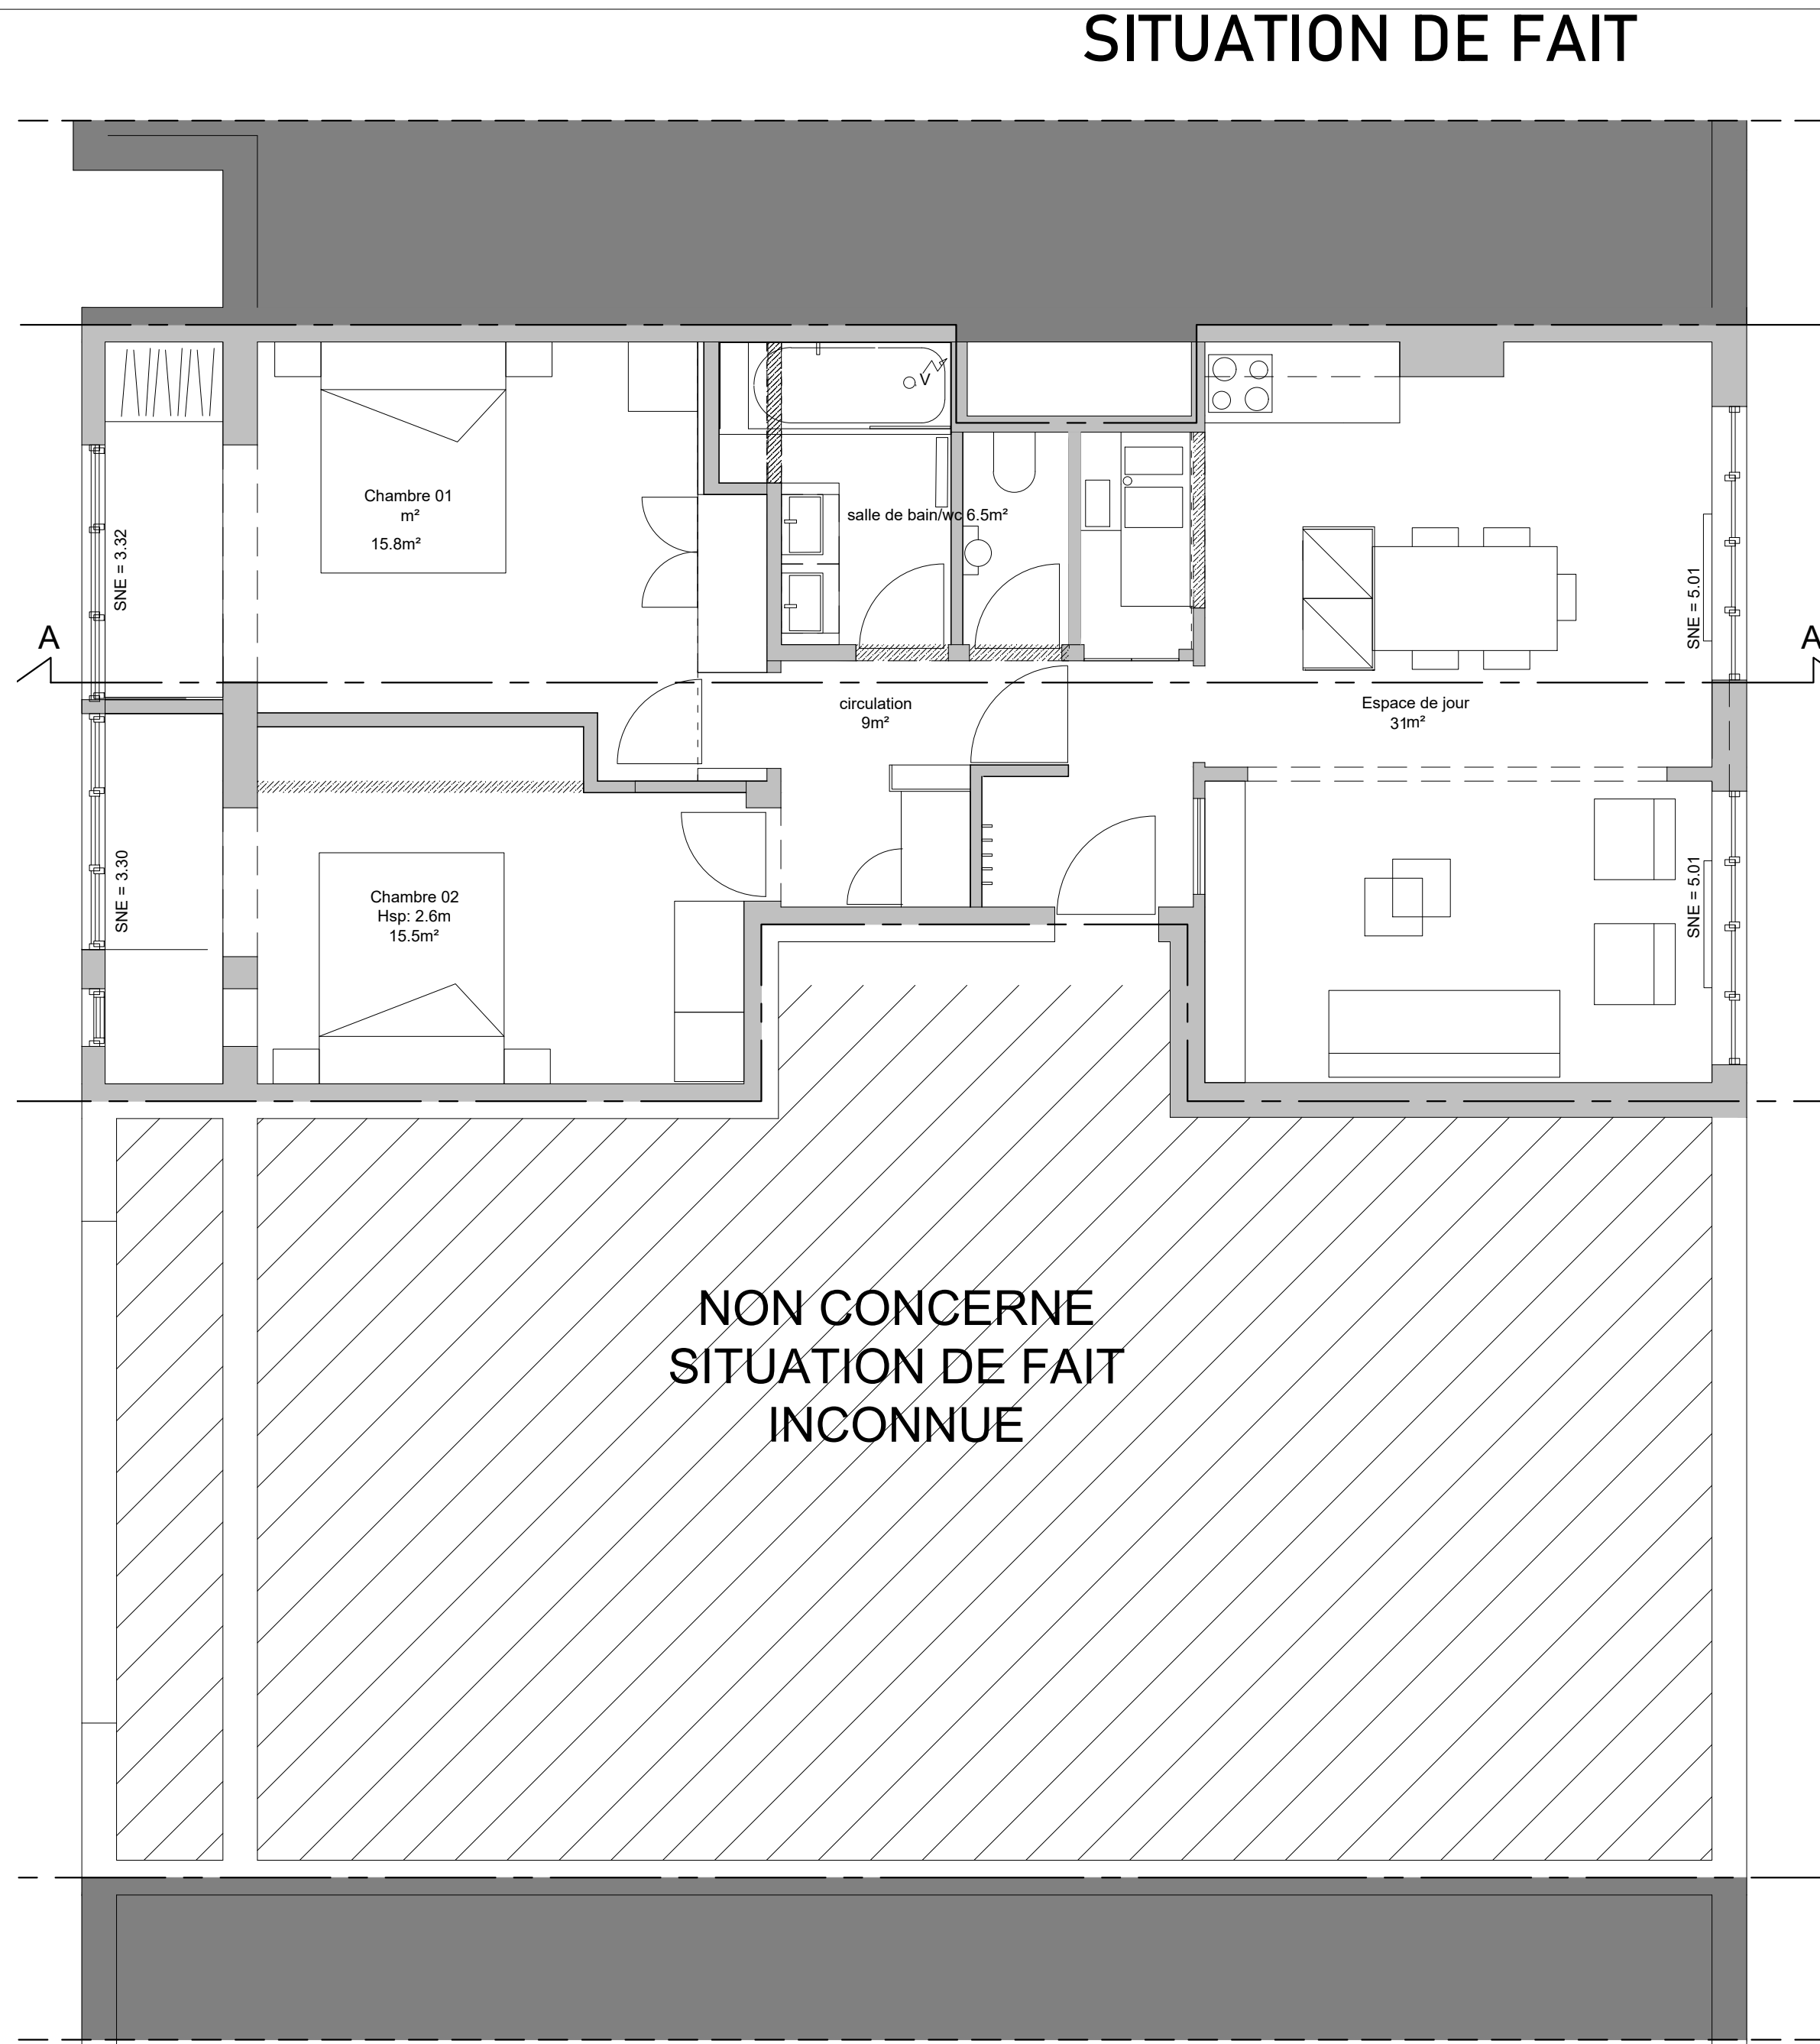 SITUATION DE FAIT
Chambre 01
m²
15.8m²
V
salle de bain/wc 6.5m²
SNE = 3.32
SNE = 5.01
A
A
circulation
9m²
Espace de jour
31m²
SNE = 3.30
Chambre 02
Hsp: 2.6m
15.5m²
SNE = 5.01
NON CONCERNE
SITUATION DE FAIT
INCONNUE